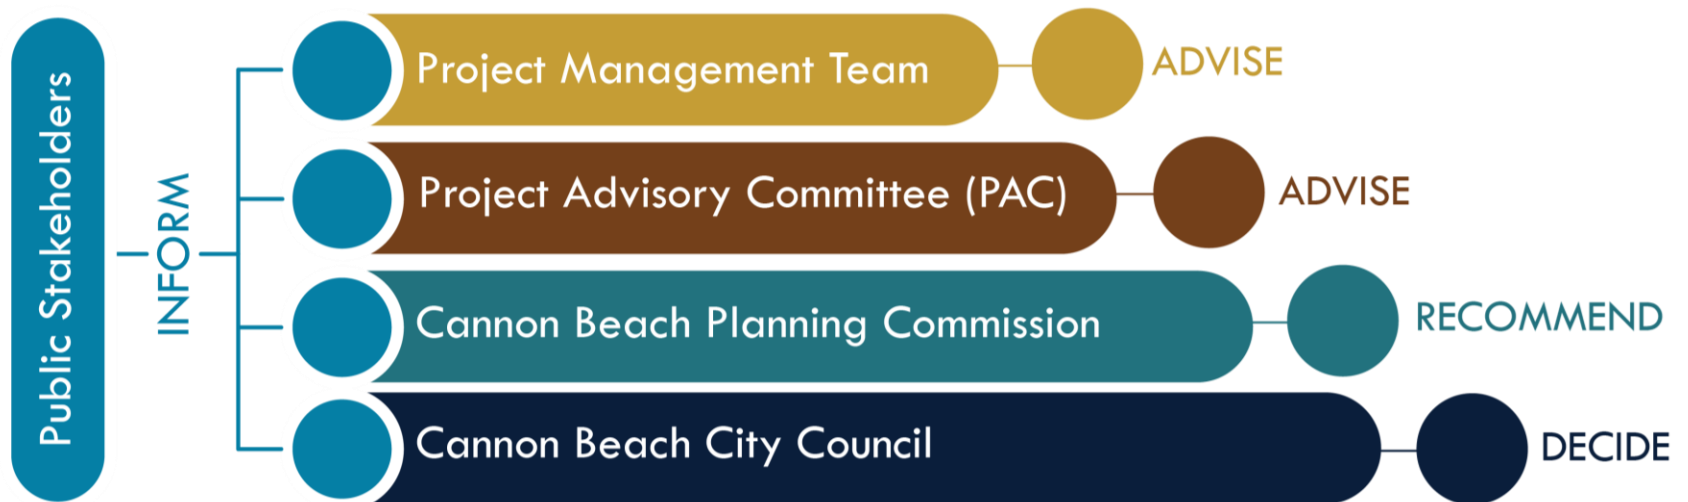 Public Stakeholders
INFORM
Project Management Team
ADVISE
Project Advisory Committee (PAC)
ADVISE
Cannon Beach Planning Commission
RECOMMEND
Cannon Beach City Council
DECIDE